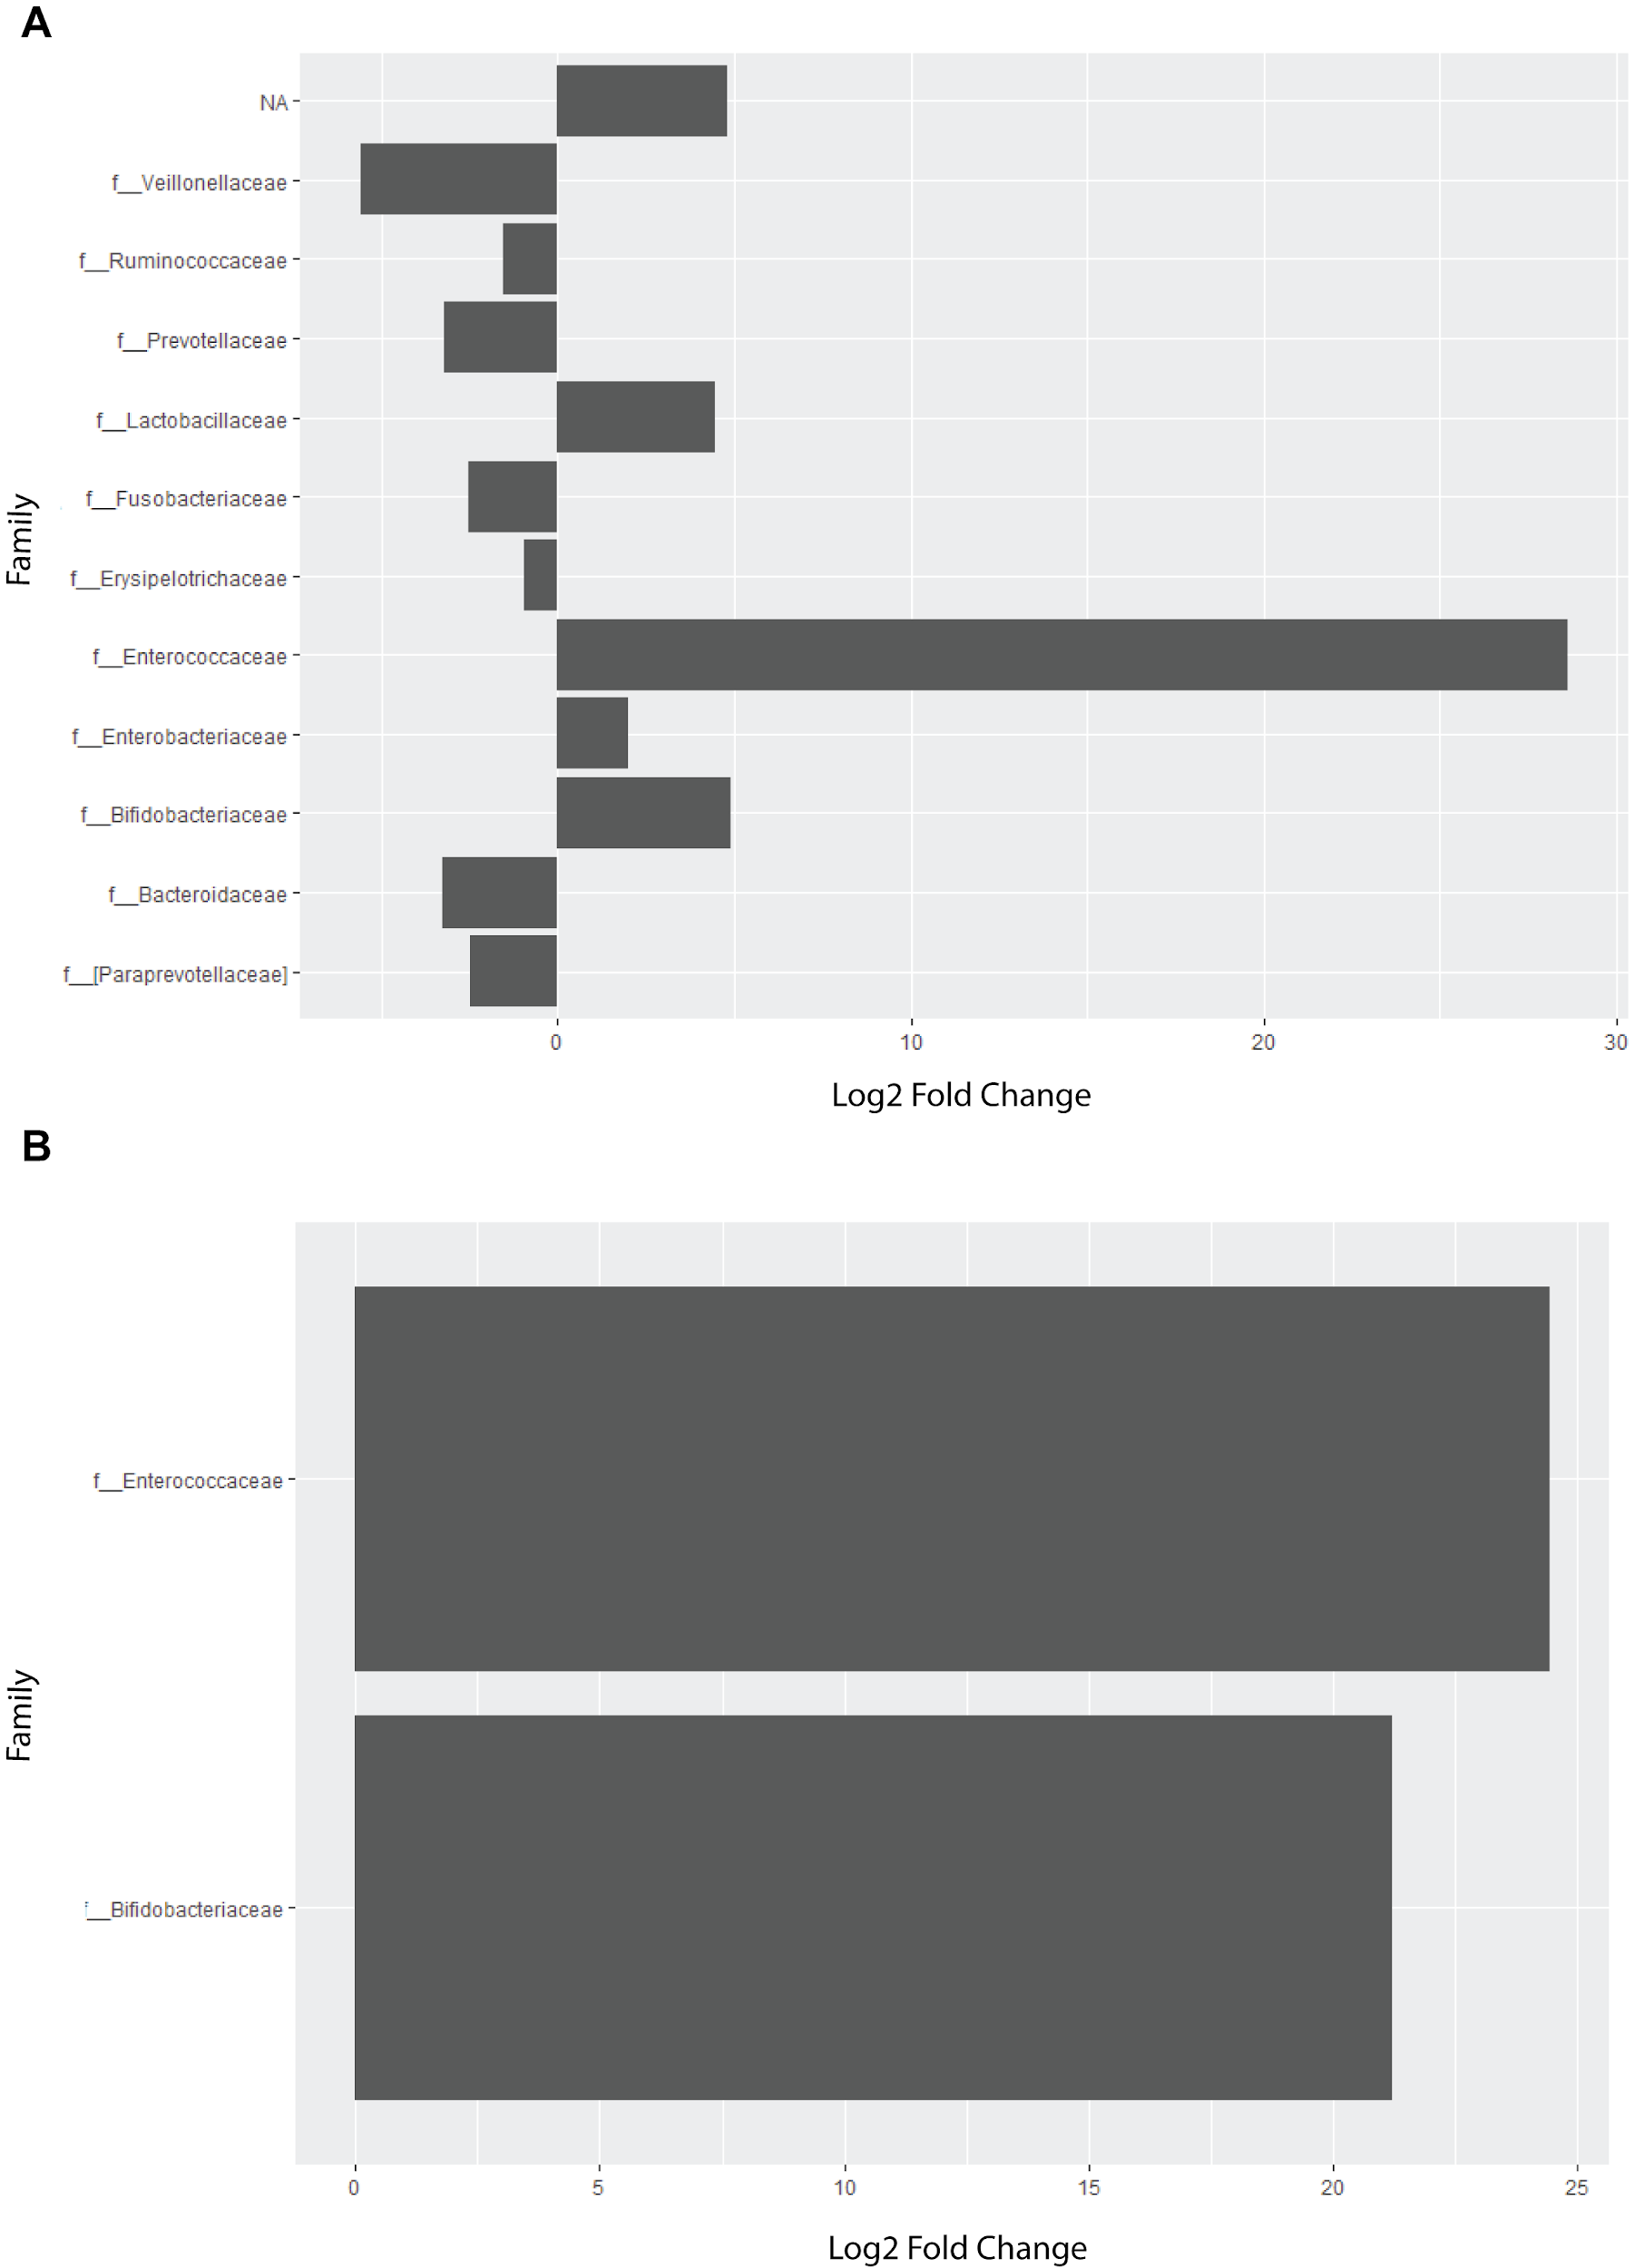 A
NA
f__Veillonellaceae
f__Ruminococcaceae
f__Prevotellaceae
f__Lactobacillaceae
f__Fusobacteriaceae
f__Erysipelotrichaceae
f__Enterococcaceae
f__Enterobacteriaceae
f__Bifidobacteriaceae
f__Bacteroidaceae
f__[Paraprevotellaceae]
Family
0 10 20 30
Log2 Fold Change
B
f__Enterococcaceae
f__Bifidobacteriaceae
Family
0 5 10 15 20 25
Log2 Fold Change